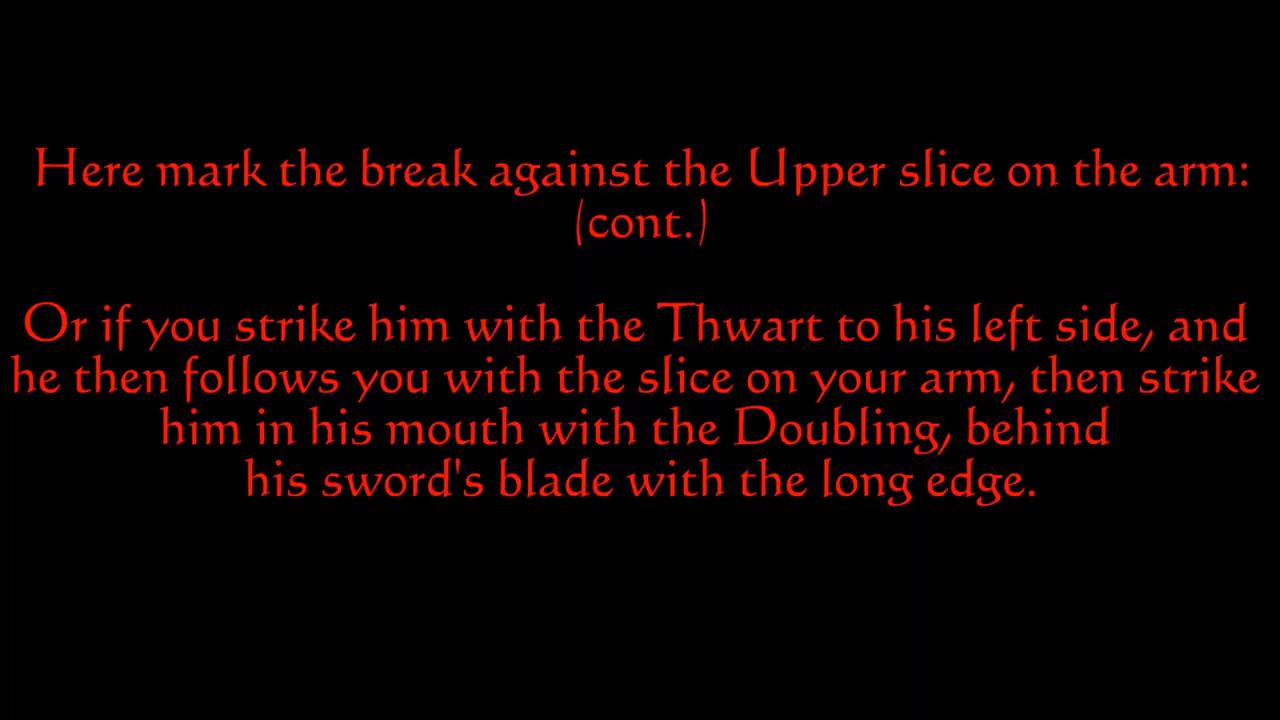 Here mark the break against the Upper slice on the arm:
(cont.)
Or if you strike him with the Thwart to his left side, and
he then follows you with the slice on your arm, then strike
him in his mouth with the Doubling, behind
his sword's blade with the long edge.